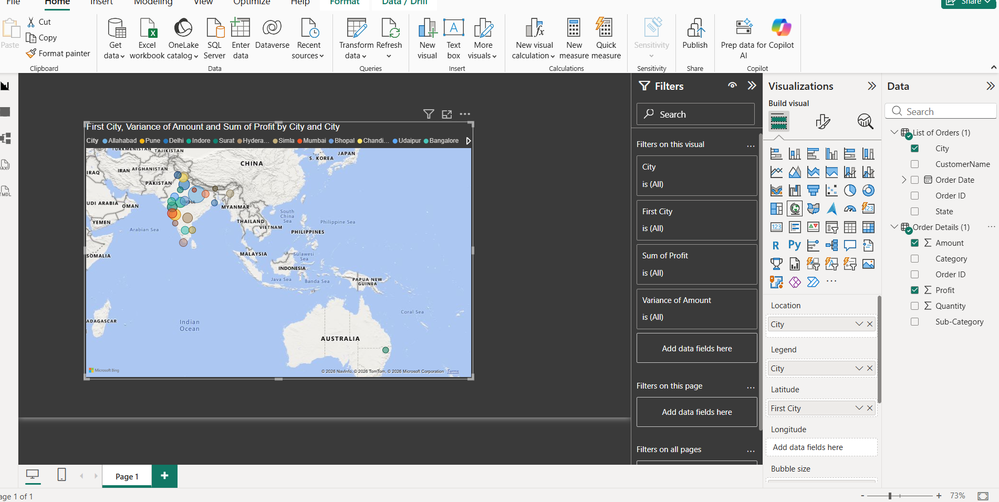 File Home Insert Modeling View Optimize Help Format Data / Drill Share
Paste Cut
Copy
Format painter
Clipboard
Get data
Excel workbook
OneLake catalog
SQL Server
Enter data
Dataverse
Recent sources
Data
Transform data
Refresh
Queries
New visual
Text box
More visuals
Insert
New visual calculation
New measure
Quick measure
Calculations
Sensitivity
Sensitivity
Publish
Share
Prep data for AI
Copilot
Copilot
First City, Variance of Amount and Sum of Profit by City and City
City Allahabad Pune Delhi Indore Surat Hydera... Simla Mumbai Bhopal Chandi... Udaipur Bangalore
TURKMENISTAN TAJIKISTAN
JAPAN
S. KOREA
CHINA
IRAQ IRAN AFGHANISTAN
PAKISTAN
UDI ARABIA
OMAN
INDIA
MYANMAR
South China Sea
Philippine Sea
YEMEN
Arabian Sea
THAILAND
VIETNAM
PHILIPPINES
SOMALIA
MALAYSIA
Sulawesi Sea
INDONESIA
Java Sea
Banda Sea
PAPUA NEW GUINEA
Coral Sea
ADAGASCAR
Indian Ocean
AUSTRALIA
Microsoft Bing
© 2026 NavInfo, © 2026 TomTom, © 2026 Microsoft Corporation Terms
Filters
Search
Filters on this visual ...
City
is (All)
First City
is (All)
Sum of Profit
is (All)
Variance of Amount
is (All)
Add data fields here
Filters on this page ...
Add data fields here
Filters on all pages ...
Visualizations
Build visual
123
123
R Py
...
Location
City
Legend
City
Latitude
First City
Longitude
Add data fields here
Bubble size
Data
Search
List of Orders (1)
City
CustomerName
Order Date
Order ID
State
Order Details (1) ...
Amount
Category
Order ID
Profit
Quantity
Sub-Category
DAX
TMDL
Page 1
+
age 1 of 1
- + 73%